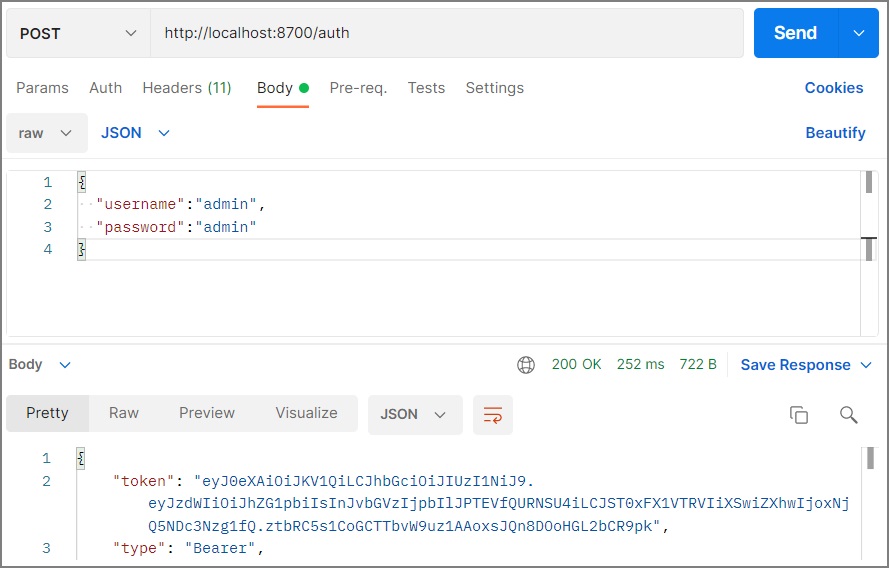 POST http://localhost:8700/auth Send
Params Auth Headers (11) Body Pre-req. Tests Settings Cookies
raw JSON Beautify
1 {
2 "username":"admin",
3 "password":"admin"
4 }
Body 200 OK 252 ms 722 B Save Response
Pretty Raw Preview Visualize JSON
1 {
2 "token": "eyJ0eXAiOiJKV1QiLCJhbGciOiJIUzI1NiJ9.
eyJzdWIiOiJhZG1pbiIsInJvbGVzIjpbIlJPTEVfQURNSU4iLCJST0xFX1VTRVIiXSwiZXhwIjoxNj
Q5NDc3Nzg1fQ.ztbRC5s1CoGCTTbvW9uz1AAoxsJQn8DOoHGL2bCR9pk",
3 "type": "Bearer",